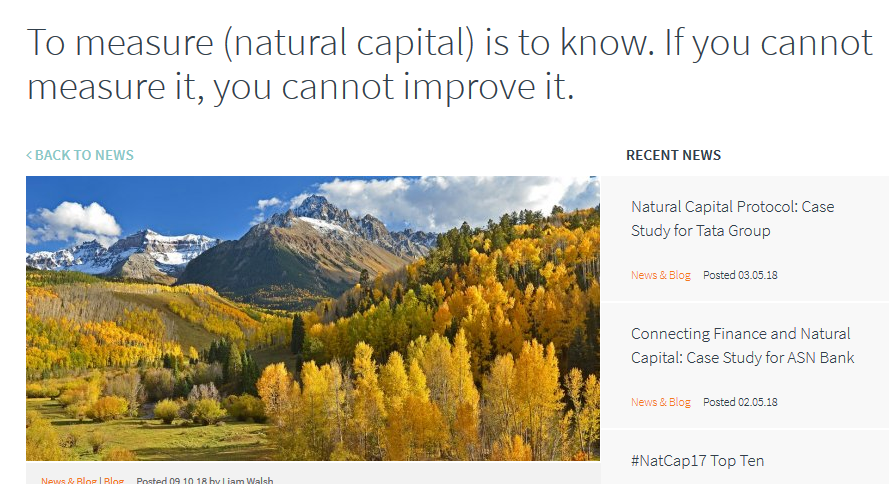 To measure (natural capital) is to know. If you cannot
measure it, you cannot improve it.
< BACK TO NEWS
RECENT NEWS
Natural Capital Protocol: Case
Study for Tata Group
News & Blog Posted 03.05.18
Connecting Finance and Natural
Capital: Case Study for ASN Bank
News & Blog Posted 02.05.18
#NatCap17 Top Ten
News & Blog | Blog Posted 09.10.18 by Liam Walsh